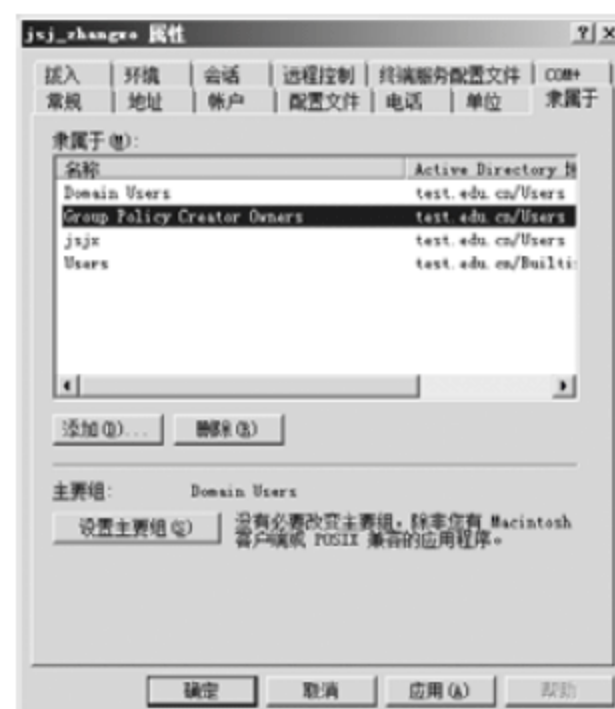 jsj_zhangwo 属性
拨入 环境 会话 远程控制 终端服务配置文件 COM+
常规 地址 帐户 配置文件 电话 单位 隶属于
隶属于(M):
名称 Active Directory
Domain Users test.edu.cn/Users
Group Policy Creator Owners test.edu.cn/Users
jsjx test.edu.cn/Users
Users test.edu.cn/Builti
添加(D)... 删除(R)
主要组: Domain Users
设置主要组(S) 没有必要改变主要组，除非您有 Macintosh
客户端或 POSIX 兼容的应用程序。
确定 取消 应用(A) 帮助